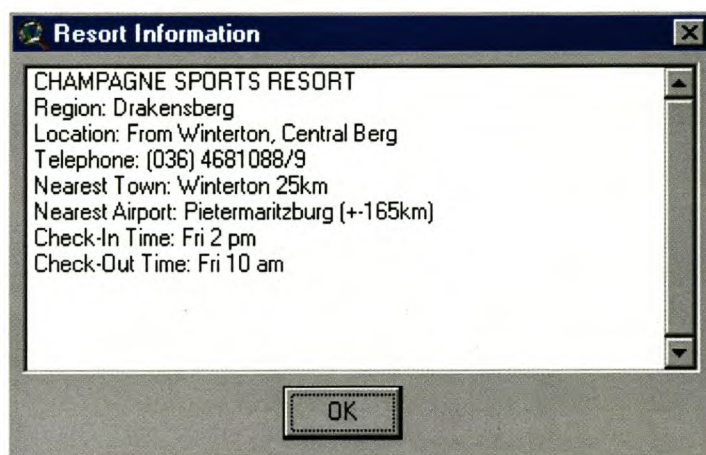 Resort Information
CHAMPAGNE SPORTS RESORT
Region: Drakensberg
Location: From Winterton, Central Berg
Telephone: (036) 4681088/9
Nearest Town: Winterton 25km
Nearest Airport: Pietermaritzburg (+-165km)
Check-In Time: Fri 2 pm
Check-Out Time: Fri 10 am
OK